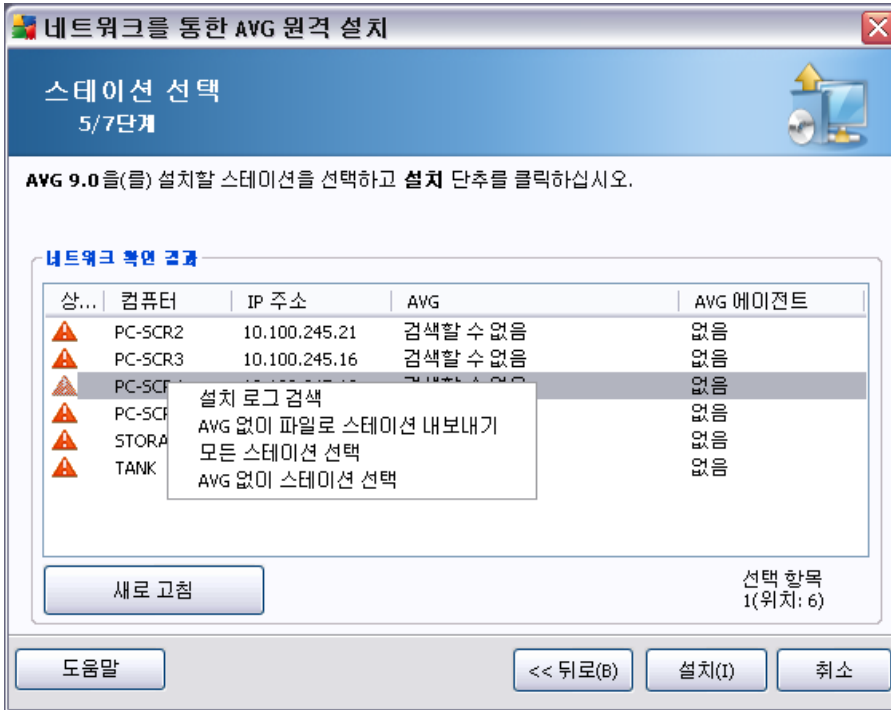 네트워크를 통한 AVG 원격 설치
스테이션 선택
5/7단계
AVG 9.0을(를) 설치할 스테이션을 선택하고 설치 단추를 클릭하십시오.
네트워크 확인 결과
상... 컴퓨터 IP 주소 AVG AVG 에이전트
PC-SCR2 10.100.245.21 검색할 수 없음 없음
PC-SCR3 10.100.245.16 검색할 수 없음 없음
없음
없음
STORA 없음
TANK 없음
설치 로그 검색
AVG 없이 파일로 스테이션 내보내기
모든 스테이션 선택
AVG 없이 스테이션 선택
새로 고침
선택 항목
1(위치: 6)
도움말 << 뒤로(B) 설치(I) 취소